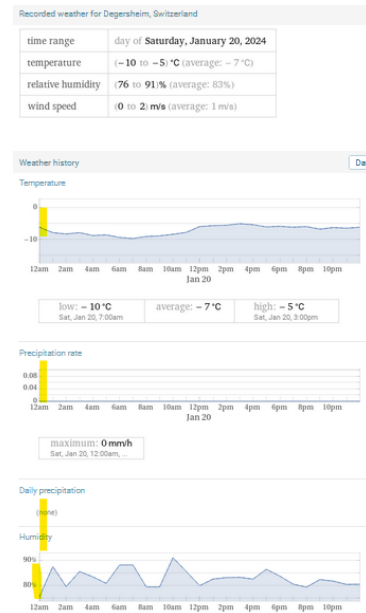 Recorded weather for Degersheim, Switzerland
time range day of Saturday, January 20, 2024
temperature (−10 to −5) °C (average: − 7 °C)
relative humidity (76 to 91)% (average: 83%)
wind speed (0 to 2) m/s (average: 1 m/s)
Weather history Da
Temperature
0
−10
12am 2am 4am 6am 8am 10am 12pm 2pm 4pm 6pm 8pm 10pm
Jan 20
low: − 10 °C average: − 7 °C high: − 5 °C
Sat, Jan 20, 7:00am Sat, Jan 20, 3:00pm
Precipitation rate
0.08
0.04
0
12am 2am 4am 6am 8am 10am 12pm 2pm 4pm 6pm 8pm 10pm
Jan 20
maximum: 0 mm/h
Sat, Jan 20, 12:00am, ...
Daily precipitation
(none)
Humidity
90%
80%
12am 2am 4am 6am 8am 10am 12pm 2pm 4pm 6pm 8pm 10pm